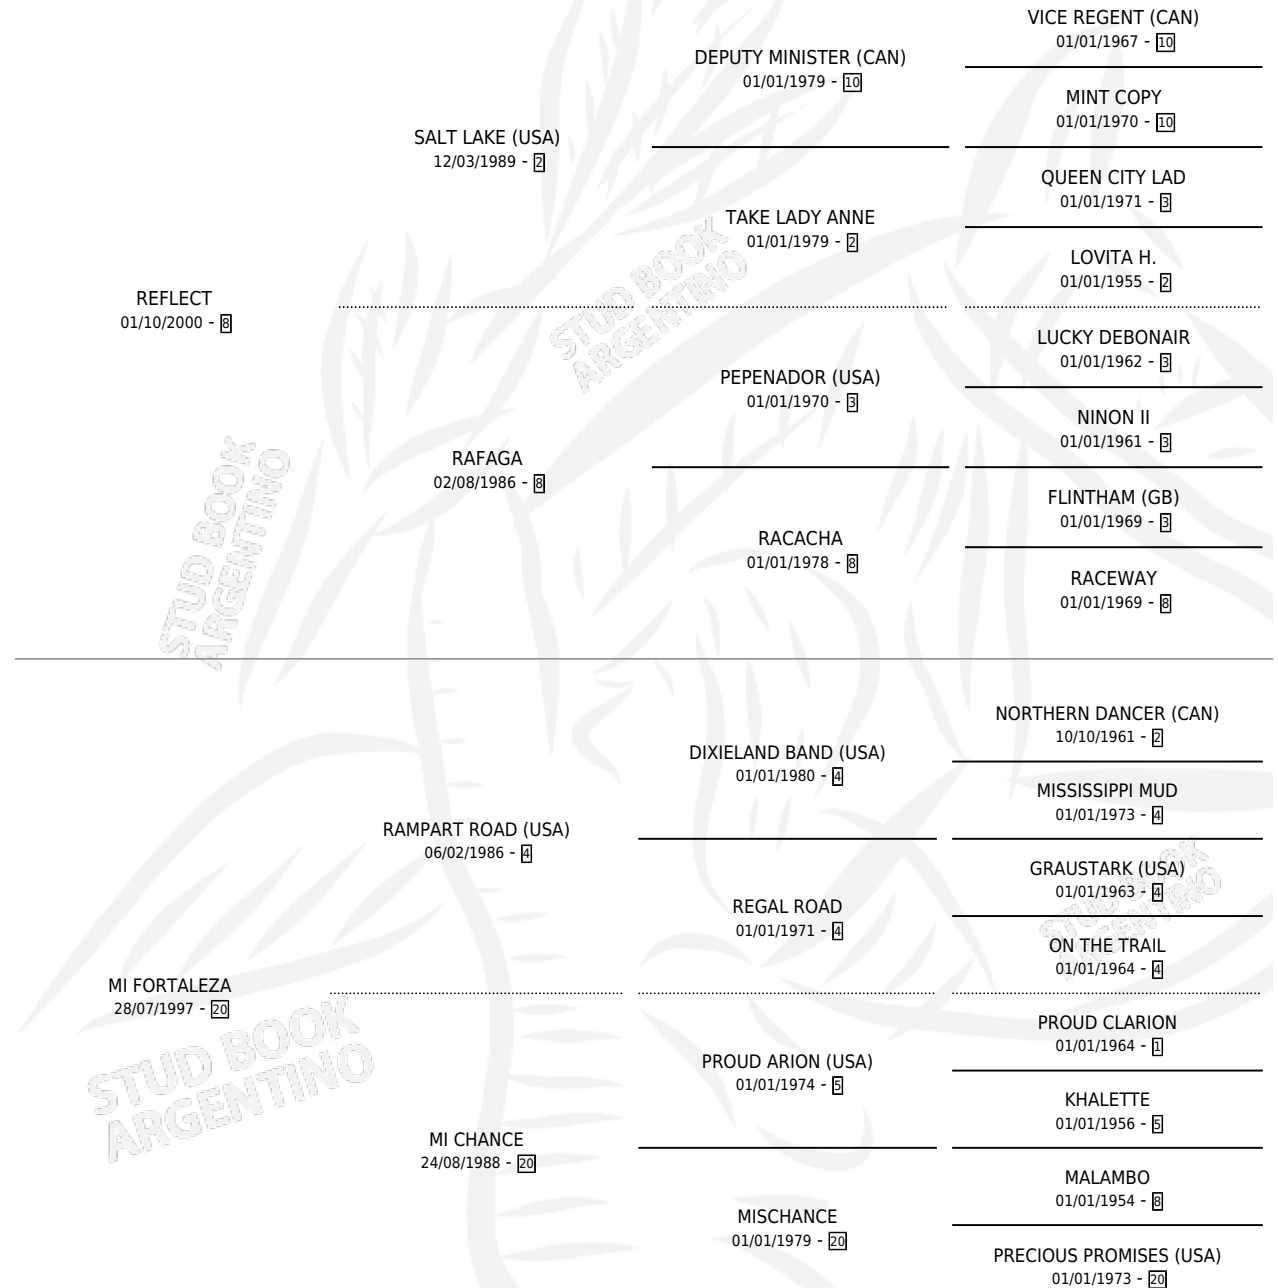 VICE REGENT (CAN)
01/01/1967 - 10
DEPUTY MINISTER (CAN)
01/01/1979 - 10
MINT COPY
01/01/1970 - 10
SALT LAKE (USA)
12/03/1989 - 2
QUEEN CITY LAD
01/01/1971 - 3
TAKE LADY ANNE
01/01/1979 - 2
LOVITA H.
01/01/1955 - 2
REFLECT
01/10/2000 - 8
LUCKY DEBONAIR
01/01/1962 - 3
PEPENADOR (USA)
01/01/1970 - 3
NINON II
01/01/1961 - 3
RAFAGA
02/08/1986 - 8
FLINTHAM (GB)
01/01/1969 - 3
RACACHA
01/01/1978 - 8
RACEWAY
01/01/1969 - 8
STUD BOOK
ARGENTINO
STUD BOOK
ARGENTINO
NORTHERN DANCER (CAN)
10/10/1961 - 2
DIXIELAND BAND (USA)
01/01/1980 - 4
MISSISSIPPI MUD
01/01/1973 - 4
RAMPART ROAD (USA)
06/02/1986 - 4
GRAUSTARK (USA)
01/01/1963 - 4
REGAL ROAD
01/01/1971 - 4
ON THE TRAIL
01/01/1964 - 4
MI FORTALEZA
28/07/1997 - 20
PROUD CLARION
01/01/1964 - 1
PROUD ARION (USA)
01/01/1974 - 5
KHALETTE
01/01/1956 - 5
MI CHANCE
24/08/1988 - 20
MALAMBO
01/01/1954 - 8
MISCHANCE
01/01/1979 - 20
PRECIOUS PROMISES (USA)
01/01/1973 - 20
STUD BOOK
ARGENTINO
STUD BOOK
ARGENTINO